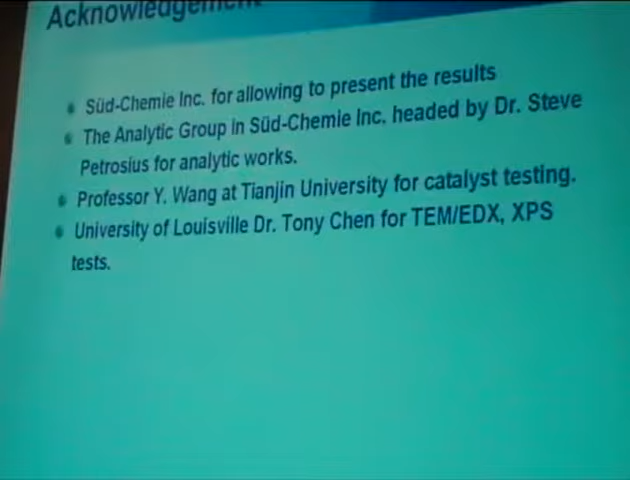 Acknowledgement
Süd-Chemie Inc. for allowing to present the results
The Analytic Group in Süd-Chemie Inc. headed by Dr. Steve
Petrosius for analytic works.
Professor Y. Wang at Tianjin University for catalyst testing.
University of Louisville Dr. Tony Chen for TEM/EDX, XPS
tests.